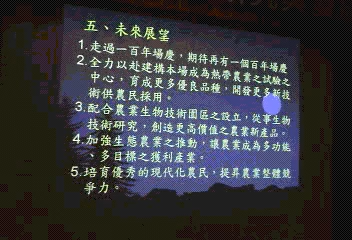 五、未來展望
1.走過一百年場慶，期待再有一個百年場慶
2.全力以赴建構本場成為熱帶農業之試驗之
中心，育成更多優良品種，開發更多新技
術供農民採用。
3.配合農業生物技術園區之設立，從事生物
技術研究，創造更高價值之農業新產品。
4.加強生態農業之推動，讓農業成為多功能
、多目標之獲利產業。
5.培育優秀的現代化農民，提昇農業整體競
爭力。